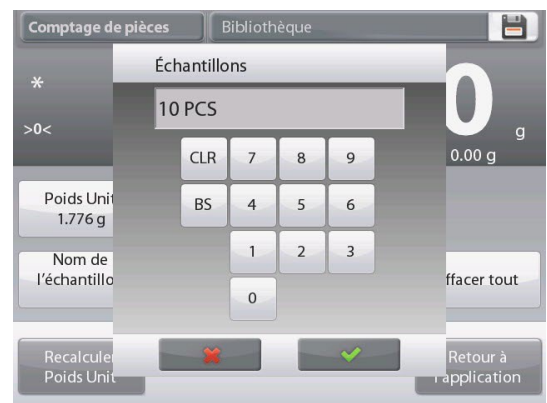 Comptage de pièces
Bibliothèque
Échantillons
*
10 PCS
0
g
>0<
0.00 g
CLR 7 8 9
Poids Unit
1.776 g
BS 4 5 6
Nom de
l'échantillo
1 2 3
ffacer tout
0
Recalcule
Poids Unit
Retour à
l'application